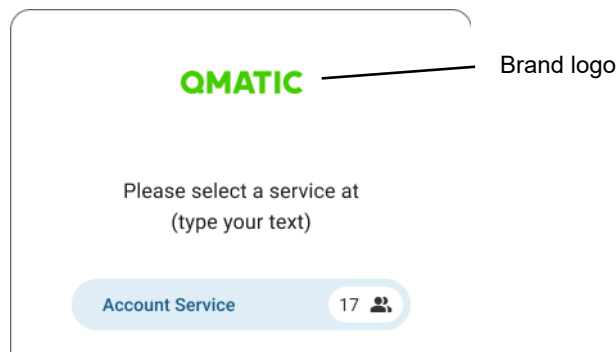 QMATIC
Brand logo
Please select a service at
(type your text)
Account Service 17